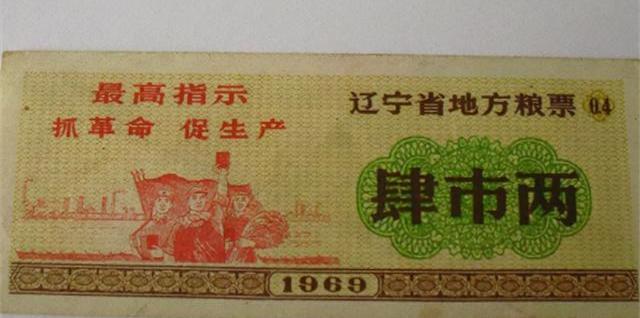 最高指示
抓革命 促生产
辽宁省地方粮票 0.4
肆市两
1969